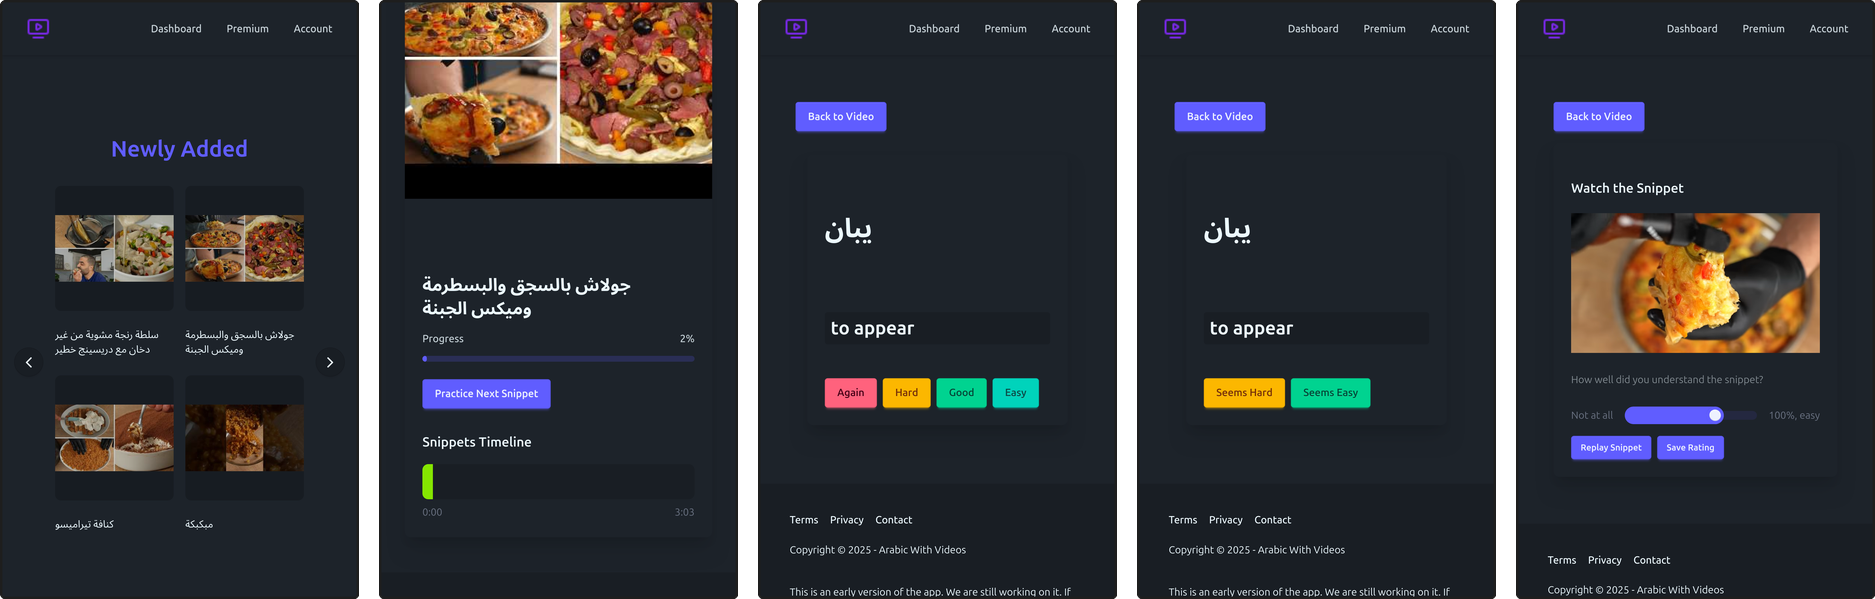 Dashboard Premium Account
Newly Added
سلطة رنجة مشوية من غير
دخان مع دريسينج خطير
جولاش بالسجق والبسطرمة
وميكس الجبنة
كنافة تيراميسو
مبكبكة
جولاش بالسجق والبسطرمة
وميكس الجبنة
Progress 2%
Practice Next Snippet
Snippets Timeline
0:00 3:03
Dashboard Premium Account
Back to Video
يبان
to appear
Again Hard Good Easy
Terms Privacy Contact
Copyright © 2025 - Arabic With Videos
This is an early version of the app. We are still working on it. If
Dashboard Premium Account
Back to Video
يبان
to appear
Seems Hard Seems Easy
Terms Privacy Contact
Copyright © 2025 - Arabic With Videos
This is an early version of the app. We are still working on it. If
Dashboard Premium Account
Back to Video
Watch the Snippet
How well did you understand the snippet?
Not at all 100%, easy
Replay Snippet Save Rating
Terms Privacy Contact
Copyright © 2025 - Arabic With Videos